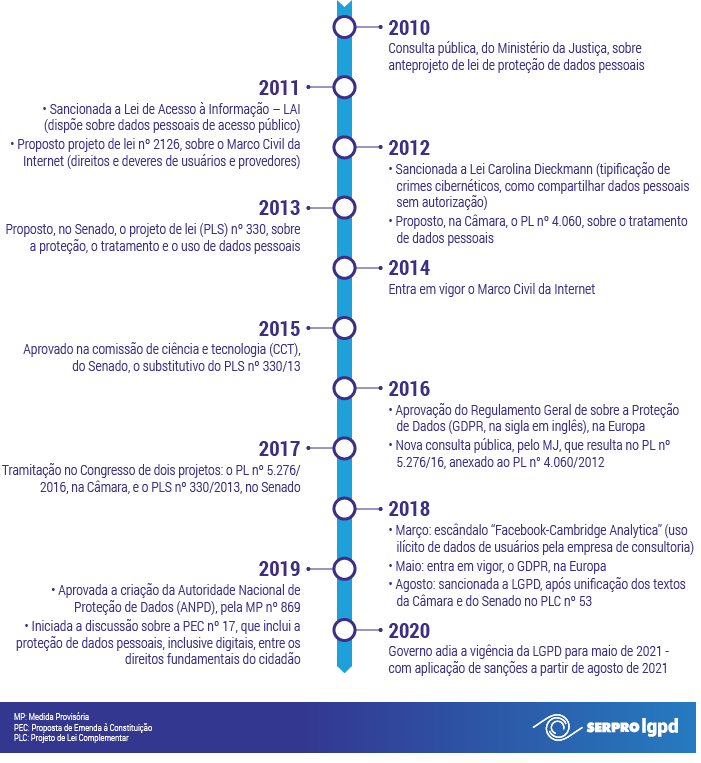 2010
Consulta pública, do Ministério da Justiça, sobre
anteprojeto de lei de proteção de dados pessoais
2011
• Sancionada a Lei de Acesso à Informação – LAI
(dispõe sobre dados pessoais de acesso público)
• Proposto projeto de lei nº 2126, sobre o Marco Civil da
Internet (direitos e deveres de usuários e provedores)
2012
• Sancionada a Lei Carolina Dieckmann (tipificação de
crimes cibernéticos, como compartilhar dados pessoais
sem autorização)
• Proposto, na Câmara, o PL nº 4.060, sobre o tratamento
de dados pessoais
2013
Proposto, no Senado, o projeto de lei (PLS) nº 330, sobre
a proteção, o tratamento e o uso de dados pessoais
2014
Entra em vigor o Marco Civil da Internet
2015
Aprovado na comissão de ciência e tecnologia (CCT),
do Senado, o substitutivo do PLS nº 330/13
2016
• Aprovação do Regulamento Geral de sobre a Proteção
de Dados (GDPR, na sigla em inglês), na Europa
• Nova consulta pública, pelo MJ, que resulta no PL nº
5.276/16, anexado ao PL n° 4.060/2012
2017
Tramitação no Congresso de dois projetos: o PL nº 5.276/
2016, na Câmara, e o PLS nº 330/2013, no Senado
2018
• Março: escândalo “Facebook-Cambridge Analytica” (uso
ilícito de dados de usuários pela empresa de consultoria)
• Maio: entra em vigor, o GDPR, na Europa
• Agosto: sancionada a LGPD, após unificação dos textos
da Câmara e do Senado no PLC nº 53
2019
• Aprovada a criação da Autoridade Nacional de
Proteção de Dados (ANPD), pela MP nº 869
• Iniciada a discussão sobre a PEC nº 17, que inclui a
proteção de dados pessoais, inclusive digitais, entre os
direitos fundamentais do cidadão
2020
Governo adia a vigência da LGPD para maio de 2021 -
com aplicação de sanções a partir de agosto de 2021
MP: Medida Provisória
PEC: Proposta de Emenda à Constituição
PLC: Projeto de Lei Complementar
SERPRO lgpd